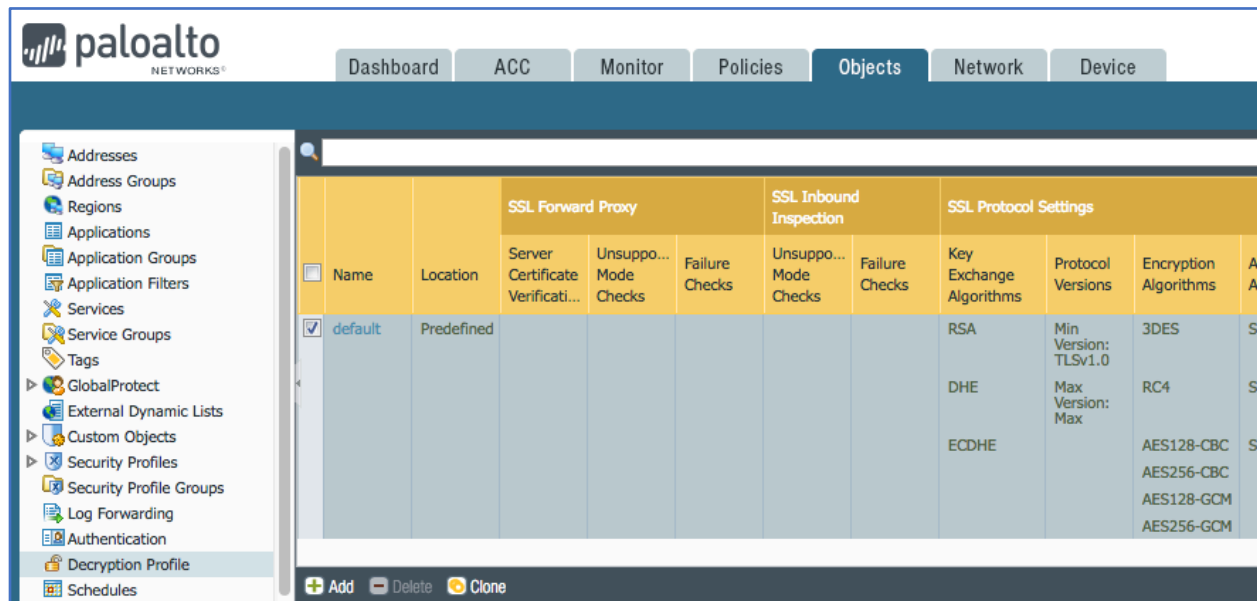 paloalto
NETWORKS®
Dashboard ACC Monitor Policies Objects Network Device
Addresses
Address Groups
Regions
Applications
Application Groups
Application Filters
Services
Service Groups
Tags
GlobalProtect
External Dynamic Lists
Custom Objects
Security Profiles
Security Profile Groups
Log Forwarding
Authentication
Decryption Profile
Schedules
SSL Forward Proxy
SSL Inbound
Inspection
SSL Protocol Settings
Name
Location
Server
Certificate
Verificati...
Unsuppo...
Mode
Checks
Failure
Checks
Unsuppo...
Mode
Checks
Failure
Checks
Key
Exchange
Algorithms
Protocol
Versions
Encryption
Algorithms
A
A
default
Predefined
RSA
Min
Version:
TLSv1.0
3DES
S
DHE
Max
Version:
Max
RC4
S
ECDHE
AES128-CBC
S
AES256-CBC
AES128-GCM
AES256-GCM
Add Delete Clone